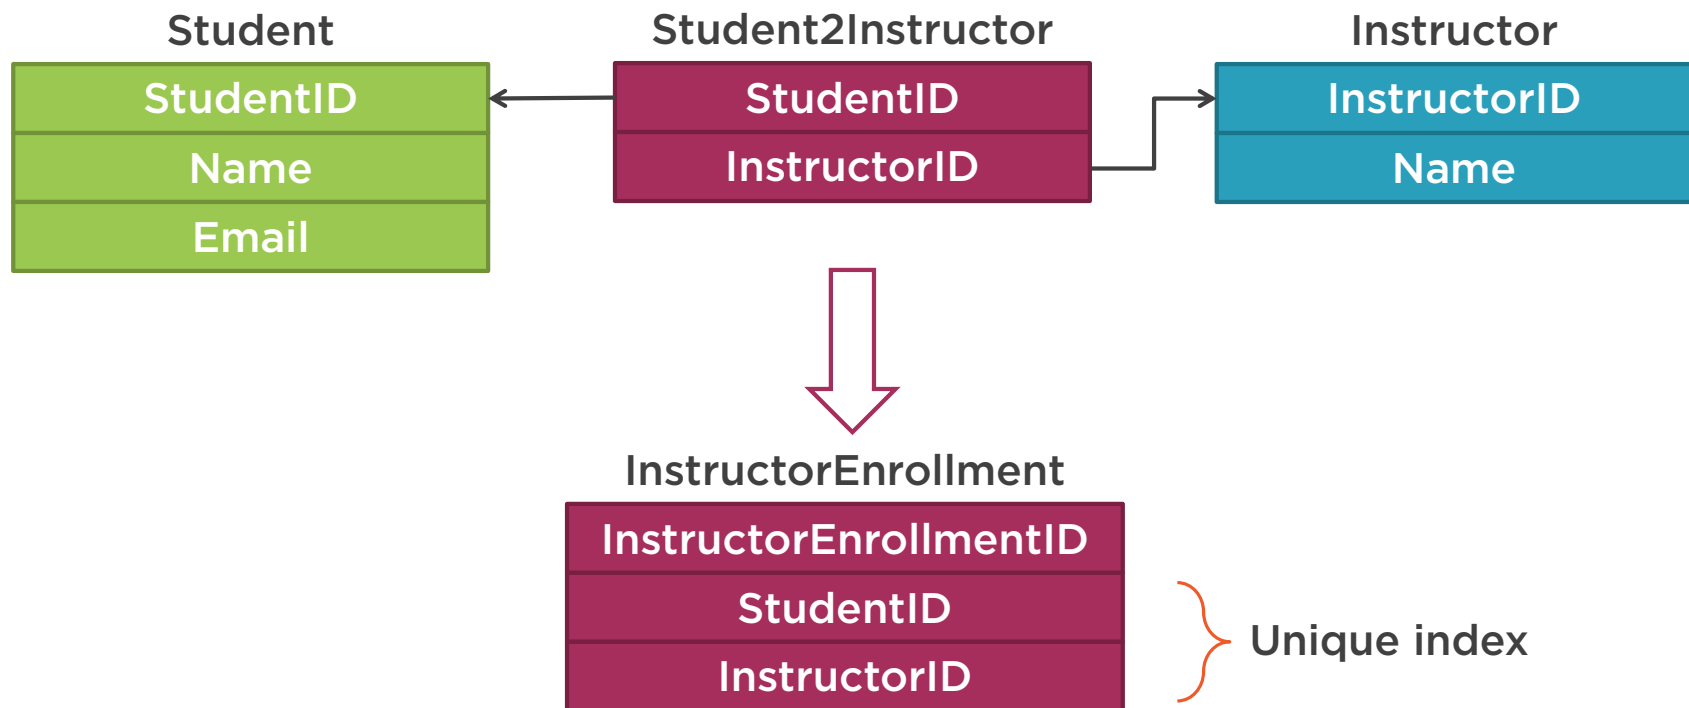 Student
StudentID
Name
Email
Student2Instructor
StudentID
InstructorID
Instructor
InstructorID
Name
InstructorEnrollment
InstructorEnrollmentID
StudentID
InstructorID
Unique index